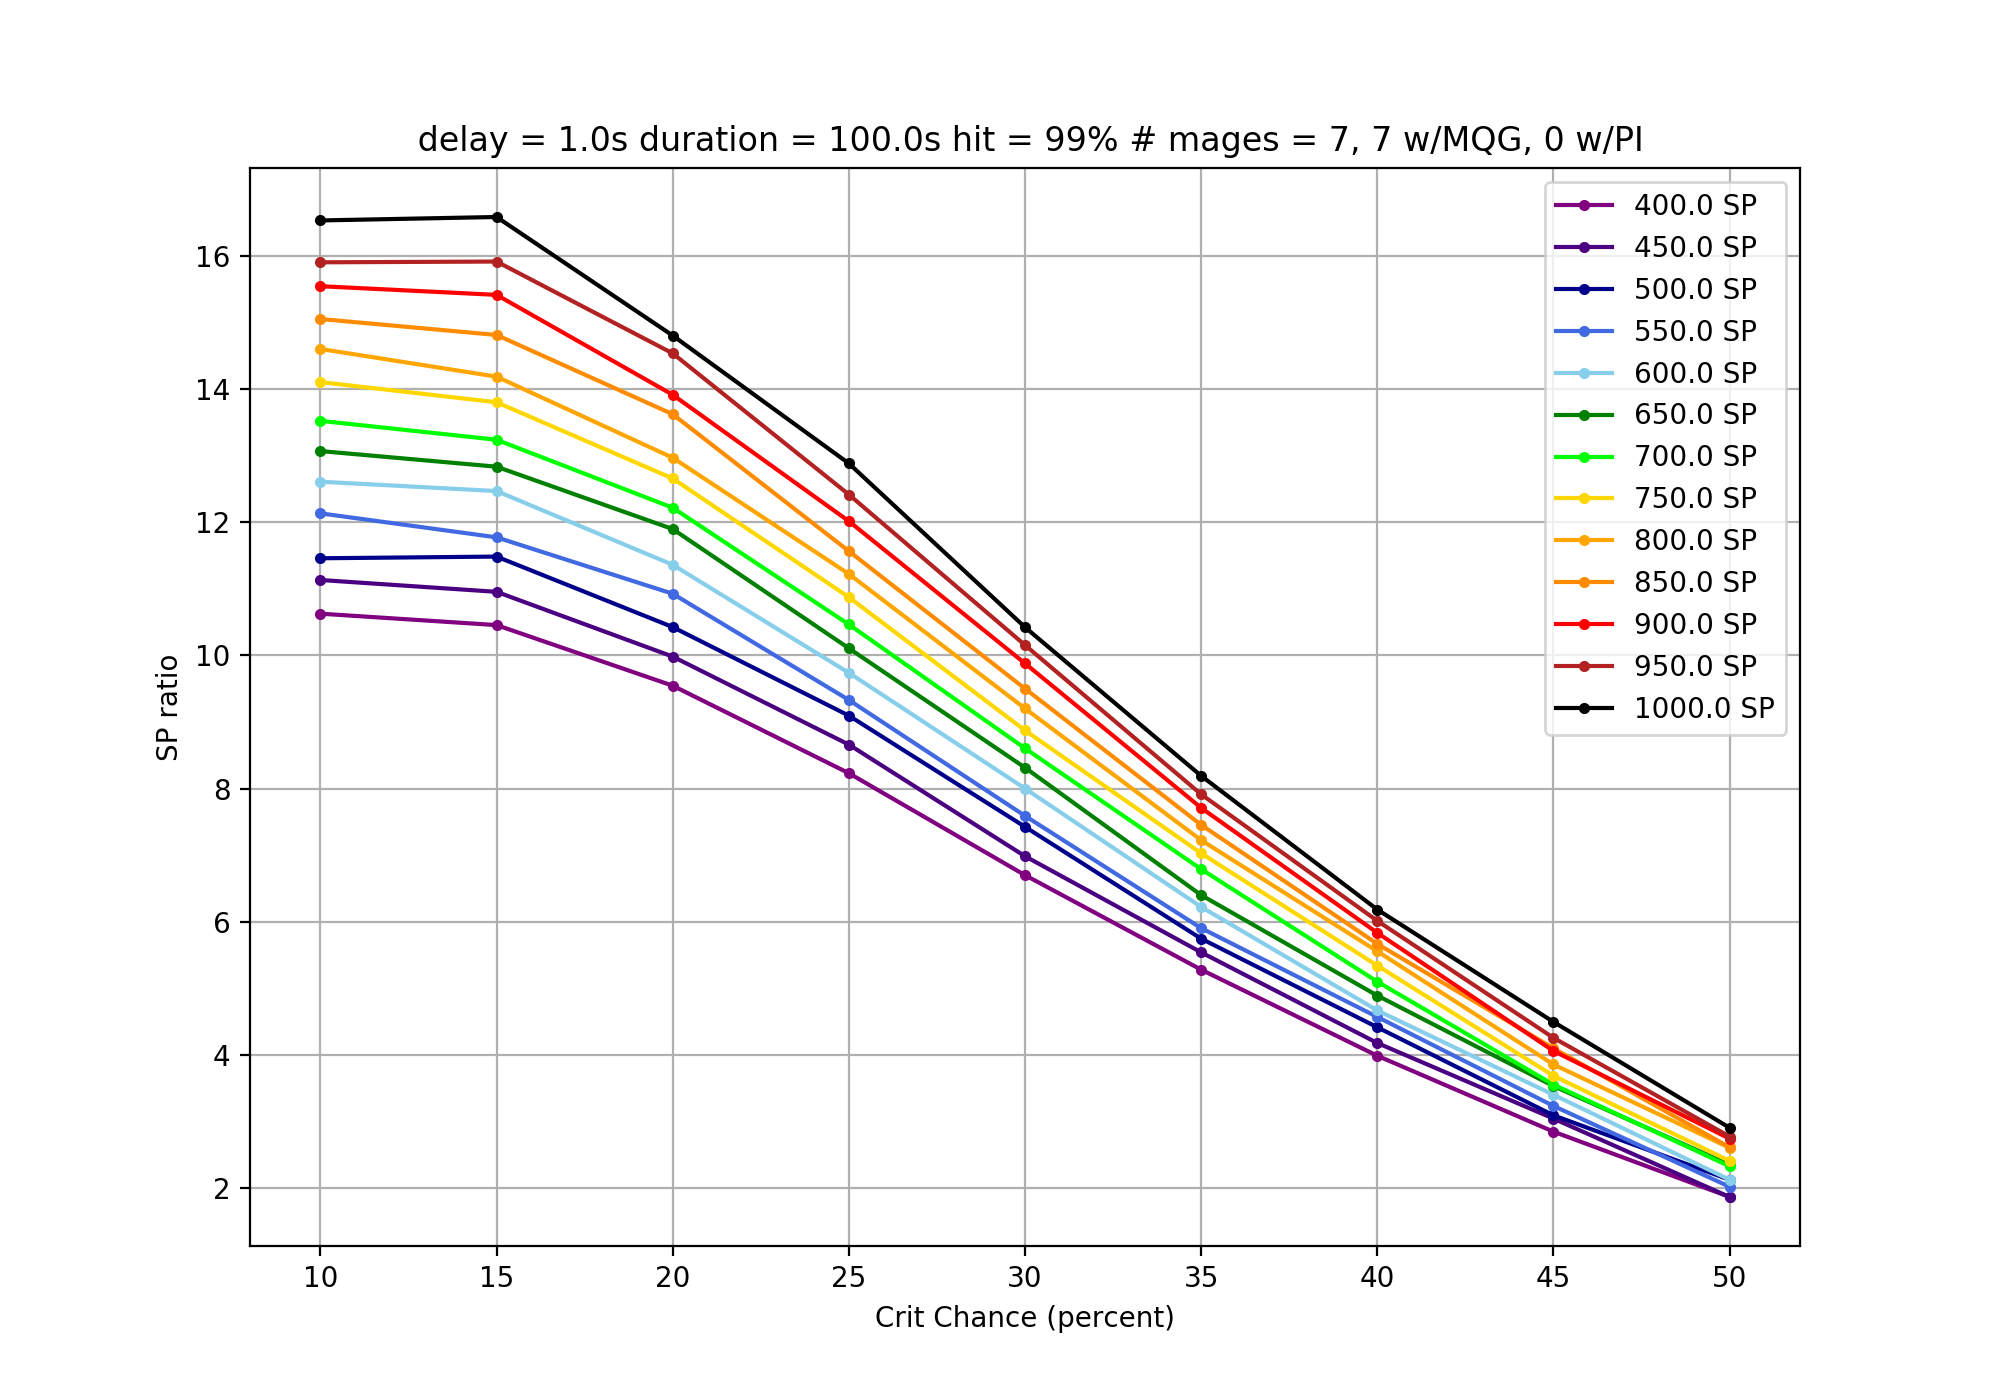 delay = 1.0s duration = 100.0s hit = 99% # mages = 7, 7 w/MQG, 0 w/PI
400.0 SP
450.0 SP
500.0 SP
550.0 SP
600.0 SP
650.0 SP
700.0 SP
750.0 SP
800.0 SP
850.0 SP
900.0 SP
950.0 SP
1000.0 SP
SP ratio
16
14
12
10
8
6
4
2
10 15 20 25 30 35 40 45 50
Crit Chance (percent)